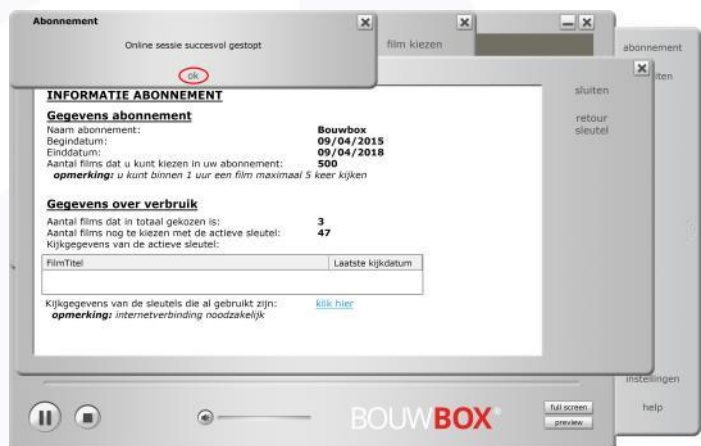 Abonnement
Online sessie succesvol gestopt
ok
film kiezen
abonnement
sluiten
retour
sleutel
INFORMATIE ABONNEMENT
Gegevens abonnement
Naam abonnement: Bouwbox
Begindatum: 09/04/2015
Einddatum: 09/04/2018
Aantal films dat u kunt kiezen in uw abonnement: 500
opmerking: u kunt binnen 1 uur een film maximaal 5 keer kijken
Gegevens over verbruik
Aantal films dat in totaal gekozen is: 3
Aantal films nog te kiezen met de actieve sleutel: 47
Kijkgegevens van de actieve sleutel:
FilmTitel Laatste kijkdatum
Kijkgegevens van de sleutels die al gebruikt zijn: klik hier
opmerking: internetverbinding noodzakelijk
instellingen
help
BOUWBOX®
full screen
preview